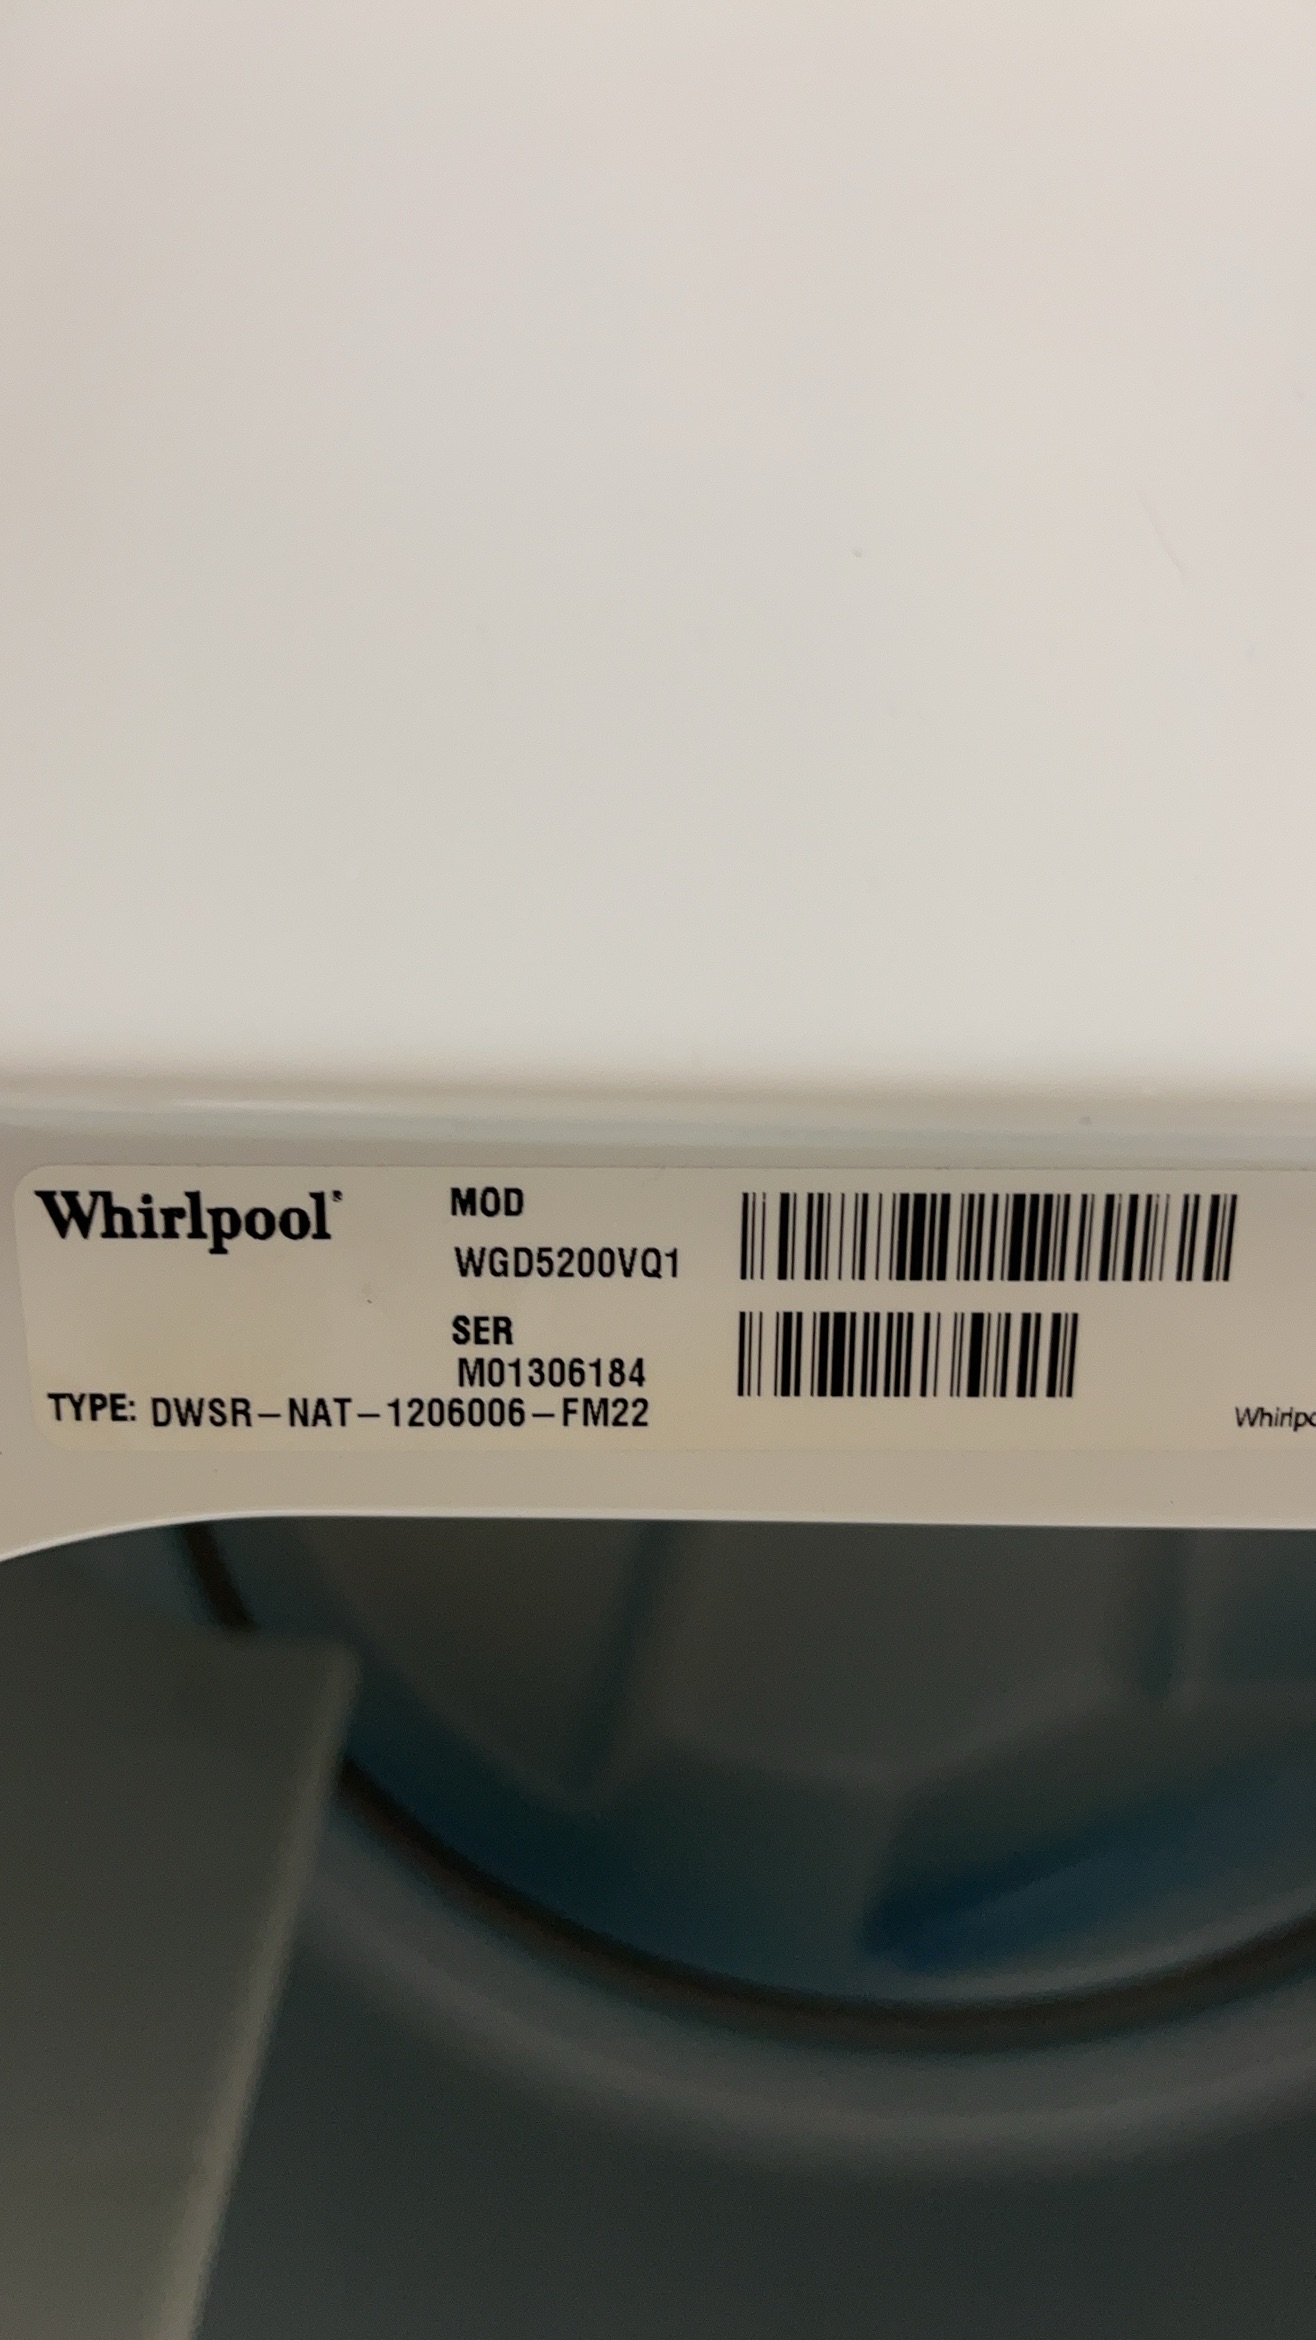 Whirlpool®
MOD
WGD5200VQ1
SER
M01306184
TYPE: DWSR-NAT-1206006-FM22